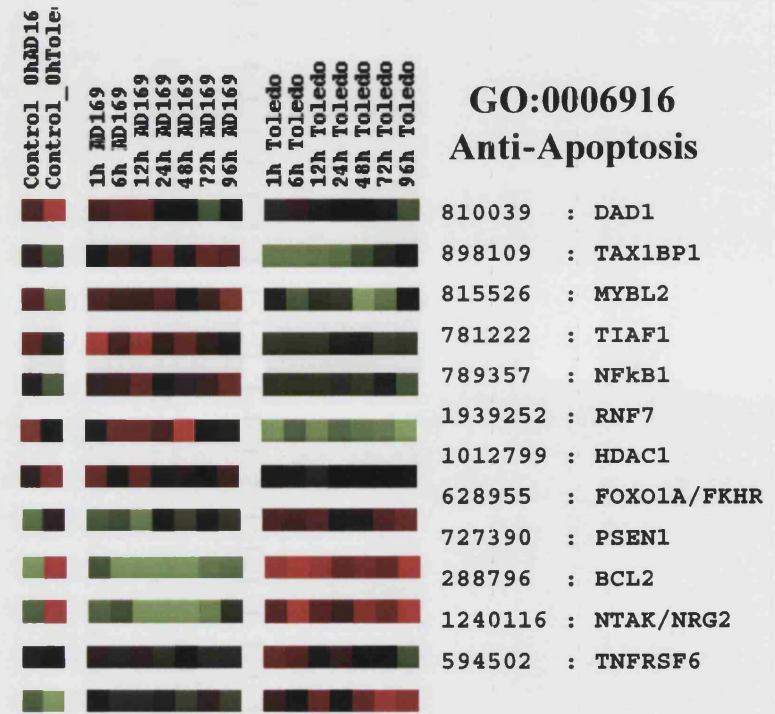 Control 0hAD16
Control_0hTole
1h AD169
6h AD169
12h AD169
24h AD169
48h AD169
72h AD169
96h AD169
1h Toledo
6h Toledo
12h Toledo
24h Toledo
48h Toledo
72h Toledo
96h Toledo
GO:0006916
Anti-Apoptosis
810039 : DAD1
898109 : TAX1BP1
815526 : MYBL2
781222 : TIAF1
789357 : NFkB1
1939252 : RNF7
1012799 : HDAC1
628955 : FOXO1A/FKHR
727390 : PSEN1
288796 : BCL2
1240116 : NTAK/NRG2
594502 : TNFRSF6